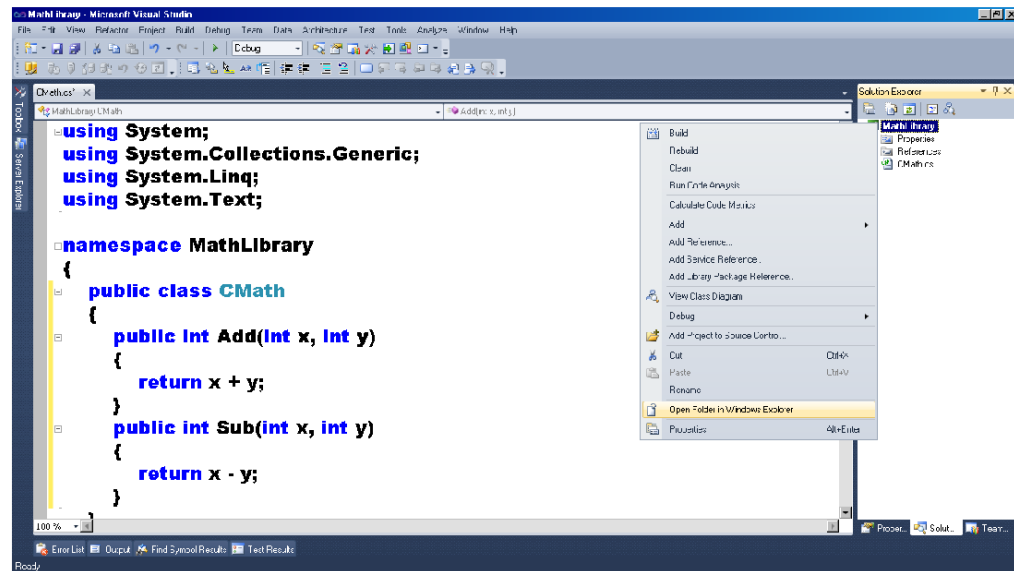 MathLibrary - Microsoft Visual Studio
File Edit View Refactor Project Build Debug Team Data Architecture Test Tools Analyze Window Help
Debug
Toolbox
Server Explorer
CMath.cs*
MathLibrary.CMath
Add(int x, int y)
using System;
using System.Collections.Generic;
using System.Linq;
using System.Text;
namespace MathLibrary
{
public class CMath
{
public int Add(int x, int y)
{
return x + y;
}
public int Sub(int x, int y)
{
return x - y;
}
}
100 %
Build
Rebuild
Clean
Run Code Analysis
Calculate Code Metrics
Add
Add Reference...
Add Service Reference...
Add Library Package Reference...
View Class Diagram
Debug
Add Project to Source Control...
Cut Ctrl+X
Paste Ctrl+V
Rename
Open Folder in Windows Explorer
Properties Alt+Enter
Solution Explorer
MathLibrary
Properties
References
CMath.cs
Proper... Solut... Team...
Error List Output Find Symbol Results Test Results
Ready